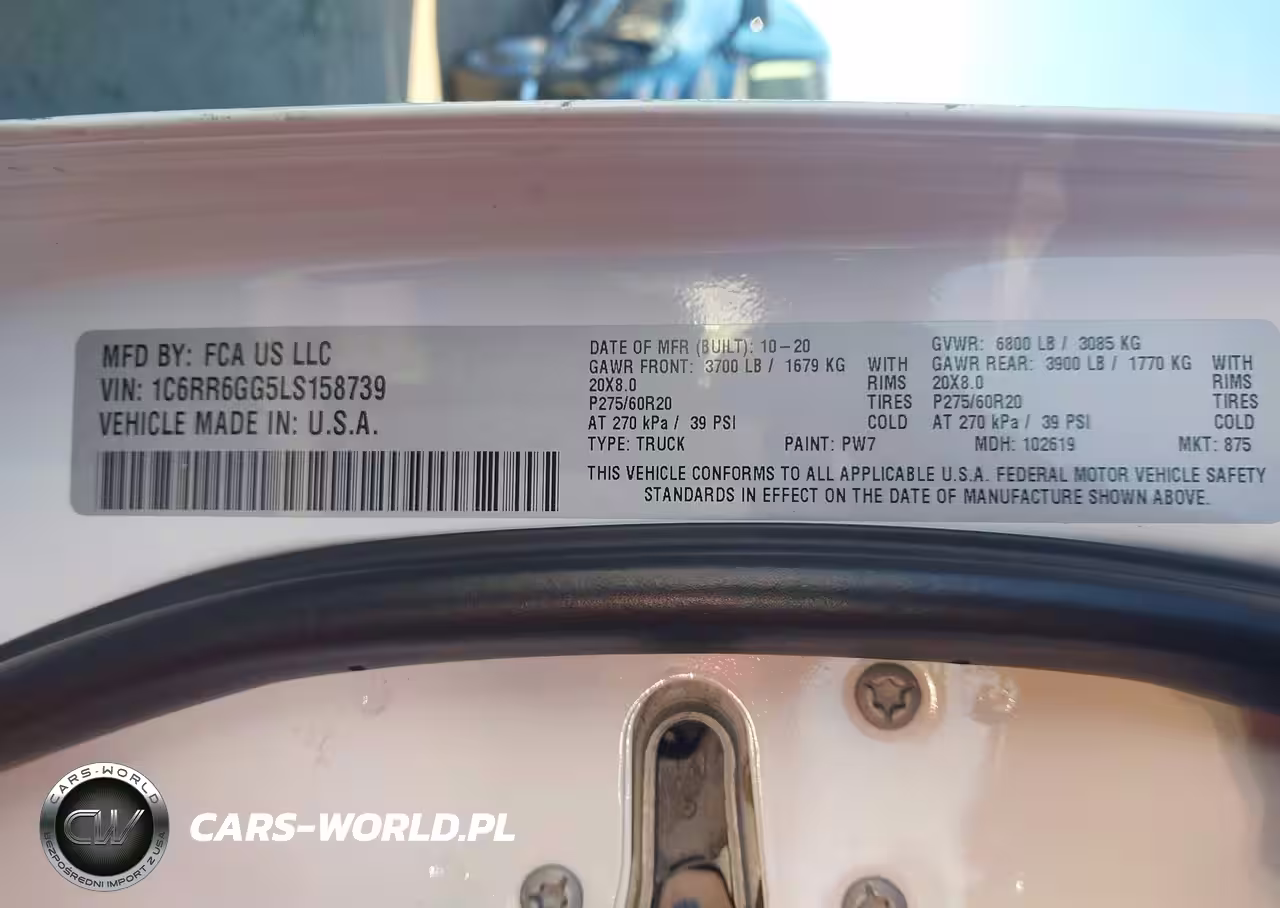 MFD BY: FCA US LLC
VIN: 1C6RR6GG5LS158739
VEHICLE MADE IN: U.S.A.
DATE OF MFR (BUILT): 10-20
GAWR FRONT: 3700 LB / 1679 KG WITH
20X8.0 RIMS
P275/60R20 TIRES
AT 270 kPa / 39 PSI COLD
GVWR: 6800 LB / 3085 KG
GAWR REAR: 3900 LB / 1770 KG WITH
20X8.0 RIMS
P275/60R20 TIRES
AT 270 kPa / 39 PSI COLD
TYPE: TRUCK PAINT: PW7 MDH: 102619 MKT: 875
THIS VEHICLE CONFORMS TO ALL APPLICABLE U.S.A. FEDERAL MOTOR VEHICLE SAFETY
STANDARDS IN EFFECT ON THE DATE OF MANUFACTURE SHOWN ABOVE.
CARS-WORLD
CW
BEZPOŚREDNI IMPORT Z USA
CARS-WORLD.PL